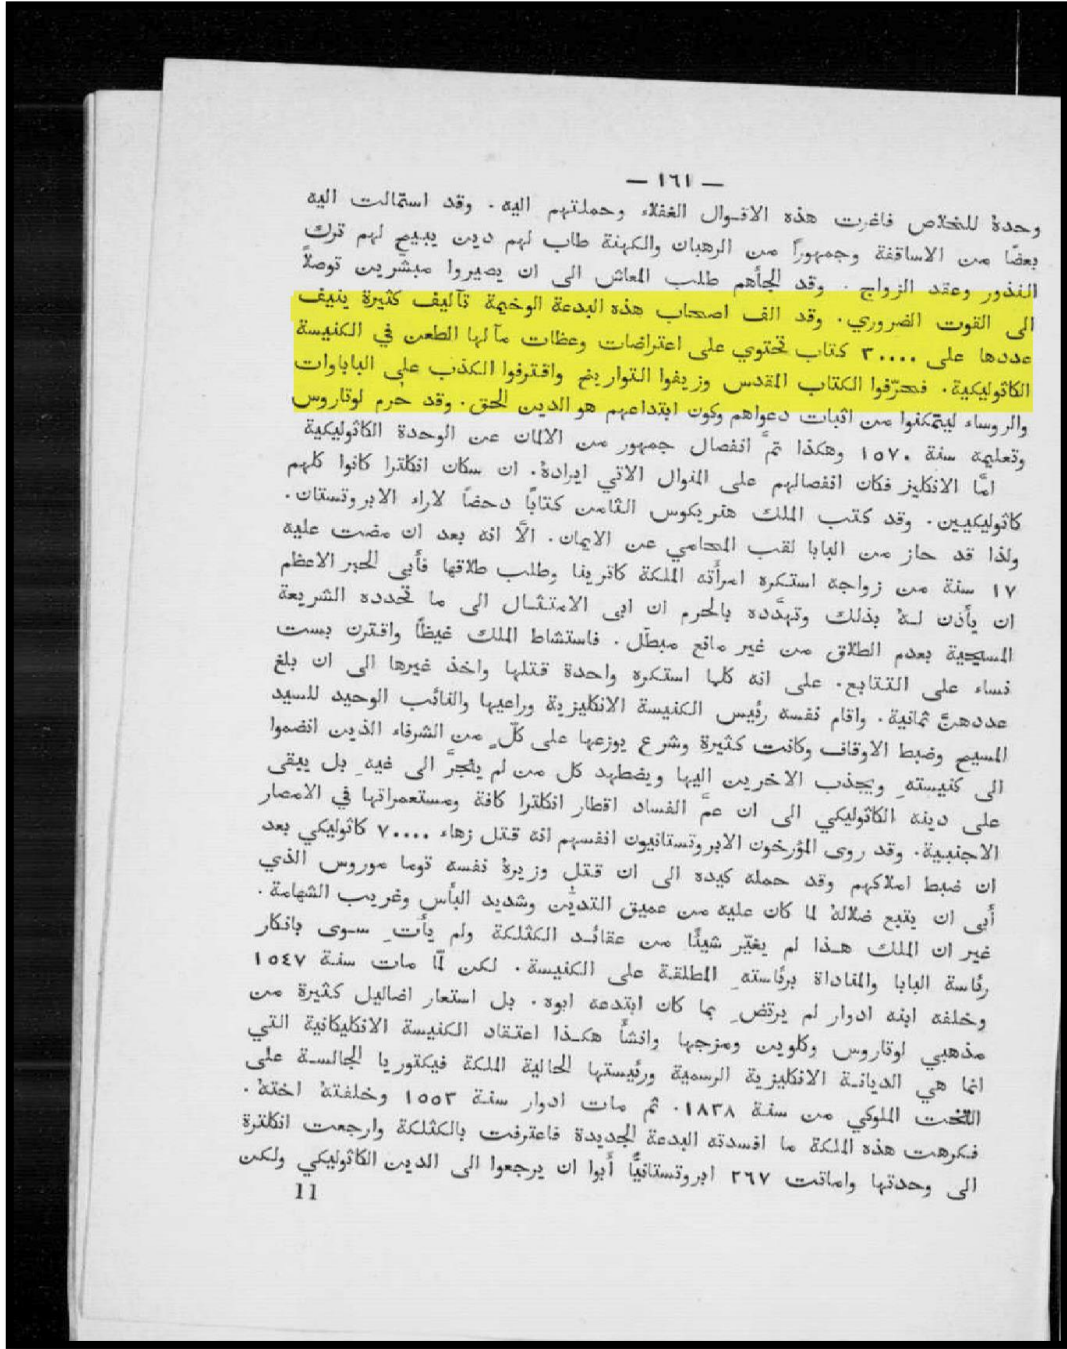 — ١٦١ —
وحدهُ للخلاص فاغرت هذه الاقوال الغفلاء وحملتهم اليه. وقد استمالت اليه
بعضًا من الاساقفة وجمهورًا من الرهبان والكهنة طاب لهم دين يبيح لهم ترك
النذور وعقد الزواج. وقد الجأهم طلب المعاش الى ان يصيروا مبشرين توصلاً
الى القوت الضروري. وقد الف اصحاب هذه البدعة الوخيمة تآليف كثيرة ينيف
عددها على ٣٠٠٠٠ كتاب تحتوي على اعتراضات وعظات مآلها الطعن في الكنيسة
الكاثوليكية. فحرّفوا الكتاب المقدس وزيفوا التواريخ واقترفوا الكذب على الباباوات
والروساء ليتمكنوا من اثبات دعواهم وكون ابتداعهم هو الدين الحق. وقد حُرم لوتاروس
وتعليمه سنة ١٥٧٠ وهكذا تمَّ انفصال جمهور من الالمان عن الوحدة الكاثوليكية
امَّا الانكليز فكان انفصالهم على المنوال الاتي ايرادهُ. ان سكان انكلترا كانوا كلهم
كاثوليكيين. وقد كتب الملك هنريكوس الثامن كتابًا دحضًا لاراء الابروتستان.
ولذا قد حاز من البابا لقب المحامي عن الايمان. الَّا انه بعد ان مضت عليه
١٧ سنة من زواجه استكره امرأته الملكة كاترينا وطلب طلاقها فأبى الحبر الاعظم
ان يأذن لهُ بذلك وتهدَّده بالحرم ان ابى الامتثال الى ما تحدده الشريعة
المسيحية بعدم الطلاق من غير مانع مبطّل. فاستشاط الملك غيظًا واقترن بست
نساء على التتابع. على انه كلما استكره واحدة قتلها واخذ غيرها الى ان بلغ
عددهنَّ ثمانية. واقام نفسه رئيس الكنيسة الانكليزية وراعيها والنائب الوحيد للسيد
المسيح وضبط الاوقاف وكانت كثيرة وشرع يوزعها على كلّ من الشرفاء الذين انضموا
الى كنيستهِ ويجذب الاخرين اليها ويضطهد كل من لم ينجرَّ الى غيهِ بل يبقى
على دينه الكاثوليكي الى ان عمَّ الفساد اقطار انكلترا كافة ومستعمراتها في الامصار
الاجنبية. وقد روى المؤرخون الابروتستانيون انفسهم انه قتل زهاء ٧٠٠٠٠ كاثوليكي بعد
ان ضبط املاكهم وقد حمله كيده الى ان قتل وزيرهُ نفسه توما موروس الذي
أبى ان يتبع ضلالهُ لما كان عليه من عميق التديُّن وشديد البأس وغريب الشهامة.
غير ان الملك هذا لم يغيّر شيئًا من عقائد الكثلكة ولم يأتِ سوى بانكار
رئاسة البابا والمناداة برئاستهِ المطلقة على الكنيسة. لكن لمَّا مات سنة ١٥٤٧
وخلفه ابنه ادوار لم يرتضِ بما كان ابتدعه ابوه. بل استعار اضاليل كثيرة من
مذهبي لوتاروس وكلوين ومزجها وانشأ هكذا اعتقاد الكنيسة الانكليكانية التي
انما هي الديانة الانكليزية الرسمية ورئيستها الحالية الملكة فيكتوريا الجالسة على
التخت الملوكي من سنة ١٨٣٨. ثم مات ادوار سنة ١٥٥٣ وخلفتهُ اختهُ.
فكرهت هذه الملكة ما افسدته البدعة الجديدة فاعترفت بالكثلكة وارجعت انكلترة
الى وحدتها واماتت ٢٦٧ ابروتستانيًّا أبوا ان يرجعوا الى الدين الكاثوليكي ولكن
11